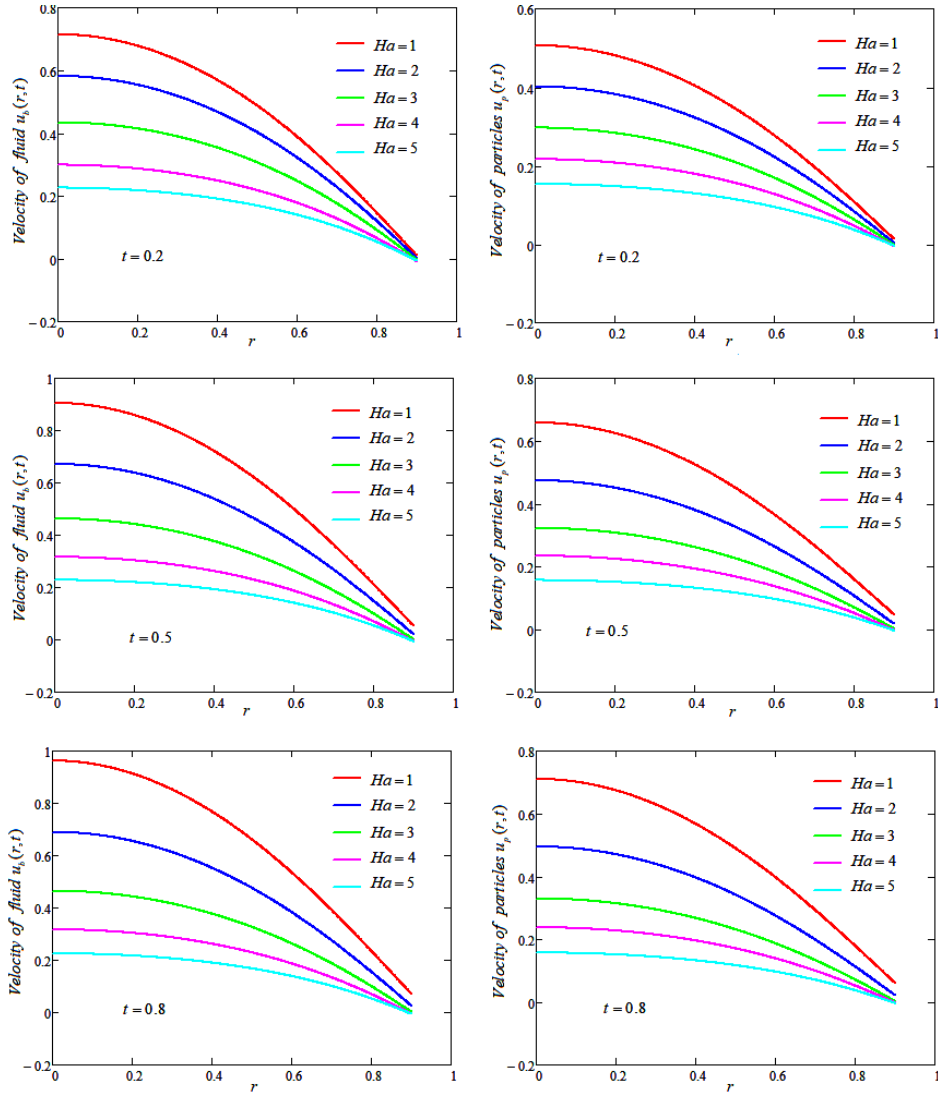 0.8
0.6
0.4
0.2
0
− 0.2
0
0.2
0.4
0.6
0.8
1
Velocity of fluid u_b(r,t)
r
Ha=1
Ha=2
Ha=3
Ha=4
Ha=5
t=0.2
0.6
0.4
0.2
0
− 0.2
0
0.2
0.4
0.6
0.8
1
Velocity of particles u_p(r,t)
r
Ha=1
Ha=2
Ha=3
Ha=4
Ha=5
t=0.2
1
0.8
0.6
0.4
0.2
0
− 0.2
0
0.2
0.4
0.6
0.8
1
Velocity of fluid u_b(r,t)
r
Ha=1
Ha=2
Ha=3
Ha=4
Ha=5
t=0.5
0.8
0.6
0.4
0.2
0
− 0.2
0
0.2
0.4
0.6
0.8
1
Velocity of particles u_p(r,t)
r
Ha=1
Ha=2
Ha=3
Ha=4
Ha=5
t=0.5
1
0.8
0.6
0.4
0.2
0
− 0.2
0
0.2
0.4
0.6
0.8
1
Velocity of fluid u_b(r,t)
r
Ha=1
Ha=2
Ha=3
Ha=4
Ha=5
t=0.8
0.8
0.6
0.4
0.2
0
− 0.2
0
0.2
0.4
0.6
0.8
1
Velocity of particles u_p(r,t)
r
Ha=1
Ha=2
Ha=3
Ha=4
Ha=5
t=0.8